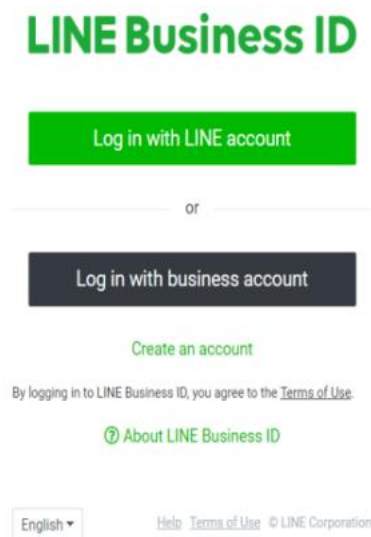 LINE Business ID
Log in with LINE account
or
Log in with business account
Create an account
By logging in to LINE Business ID, you agree to the Terms of Use.
? About LINE Business ID
English Help Terms of Use © LINE Corporation